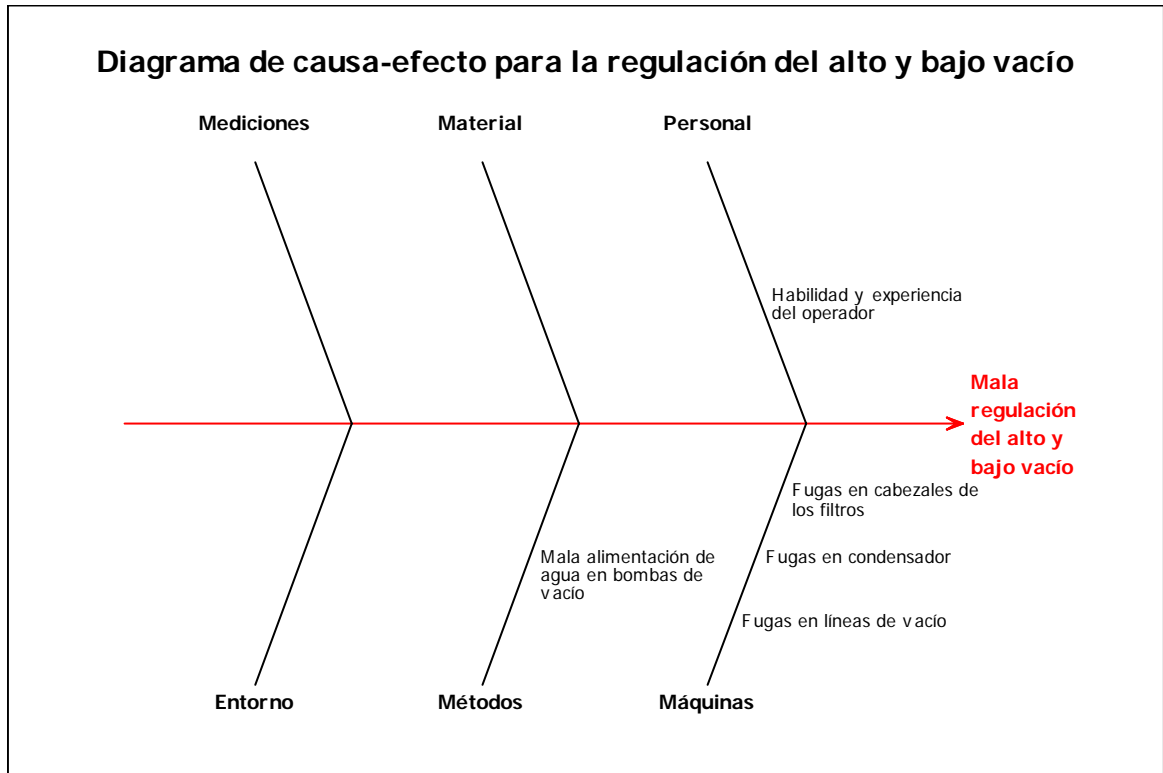 Diagrama de causa-efecto para la regulación del alto y bajo vacío
Mediciones
Material
Personal
Habilidad y experiencia
del operador
Mala
regulación
del alto y
bajo vacío
Fugas en cabezales de
los filtros
Mala alimentación de
agua en bombas de
vacío
Fugas en condensador
Fugas en líneas de vacío
Entorno
Métodos
Máquinas